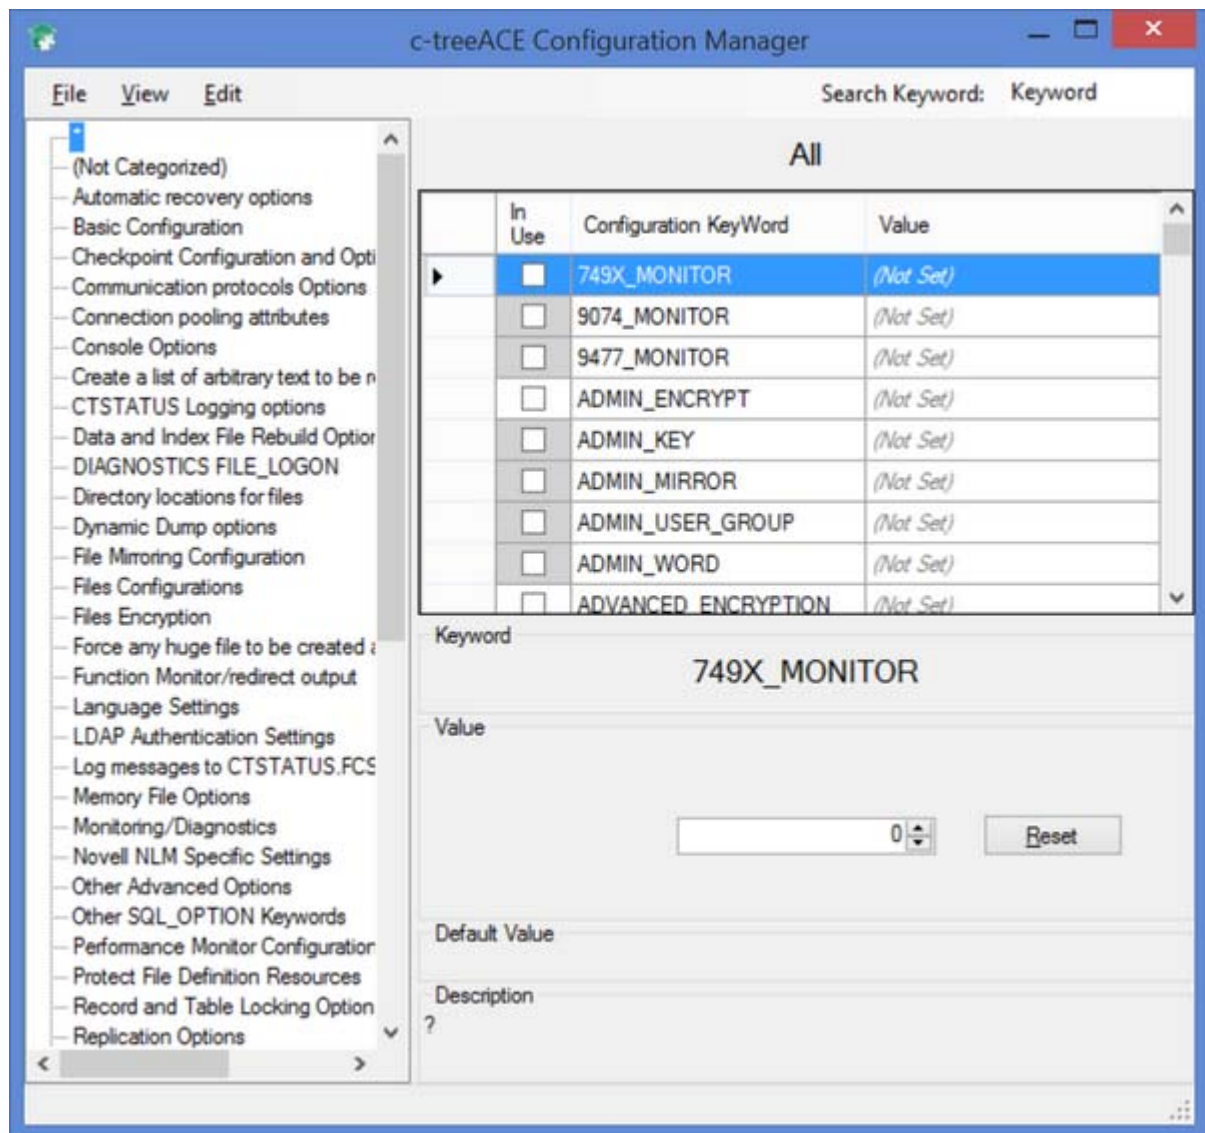 c-treeACE Configuration Manager
File View Edit
Search Keyword: Keyword
*
(Not Categorized)
Automatic recovery options
Basic Configuration
Checkpoint Configuration and Opti
Communication protocols Options
Connection pooling attributes
Console Options
Create a list of arbitrary text to be r
CTSTATUS Logging options
Data and Index File Rebuild Option
DIAGNOSTICS FILE_LOGON
Directory locations for files
Dynamic Dump options
File Mirroring Configuration
Files Configurations
Files Encryption
Force any huge file to be created a
Function Monitor/redirect output
Language Settings
LDAP Authentication Settings
Log messages to CTSTATUS.FCS
Memory File Options
Monitoring/Diagnostics
Novell NLM Specific Settings
Other Advanced Options
Other SQL_OPTION Keywords
Performance Monitor Configuration
Protect File Definition Resources
Record and Table Locking Option
Replication Options
All
In Use Configuration KeyWord Value
749X_MONITOR (Not Set)
9074_MONITOR (Not Set)
9477_MONITOR (Not Set)
ADMIN_ENCRYPT (Not Set)
ADMIN_KEY (Not Set)
ADMIN_MIRROR (Not Set)
ADMIN_USER_GROUP (Not Set)
ADMIN_WORD (Not Set)
ADVANCED_ENCRYPTION (Not Set)
Keyword
749X_MONITOR
Value
0
Reset
Default Value
Description
?